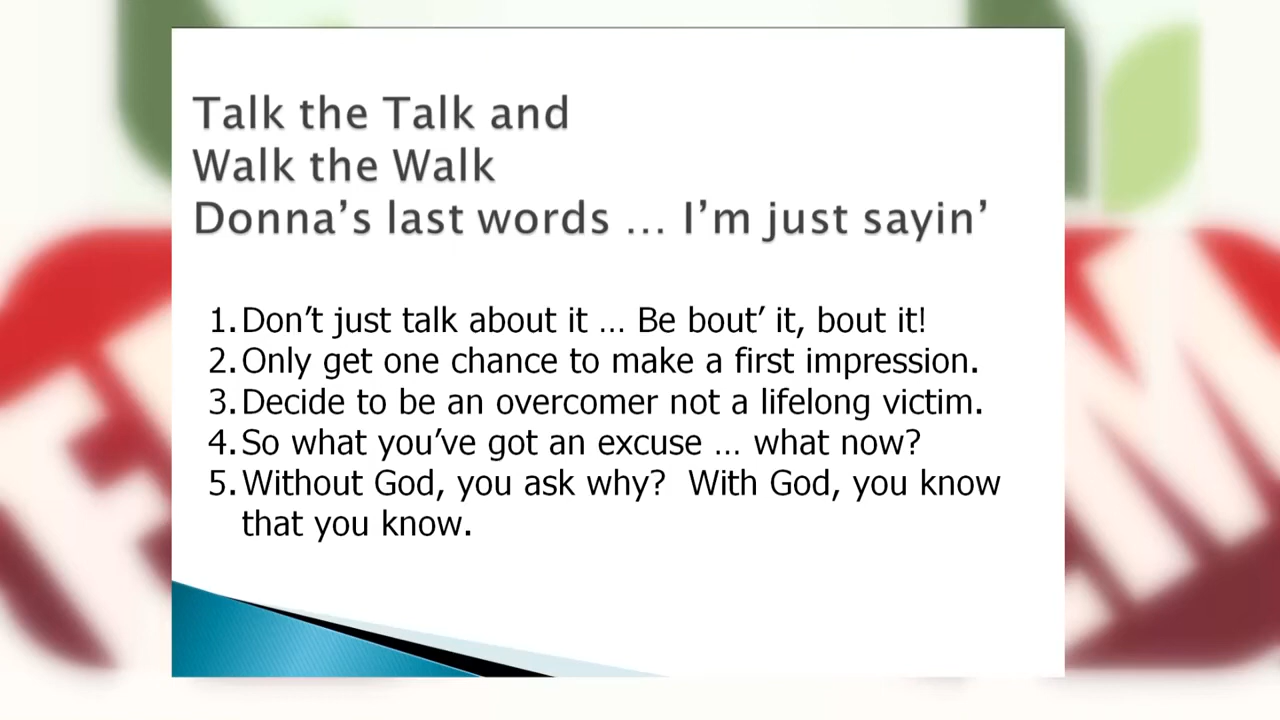 Talk the Talk and
Walk the Walk
Donna’s last words … I’m just sayin’
1. Don’t just talk about it … Be bout’ it, bout it!
2. Only get one chance to make a first impression.
3. Decide to be an overcomer not a lifelong victim.
4. So what you’ve got an excuse … what now?
5. Without God, you ask why?  With God, you know
that you know.